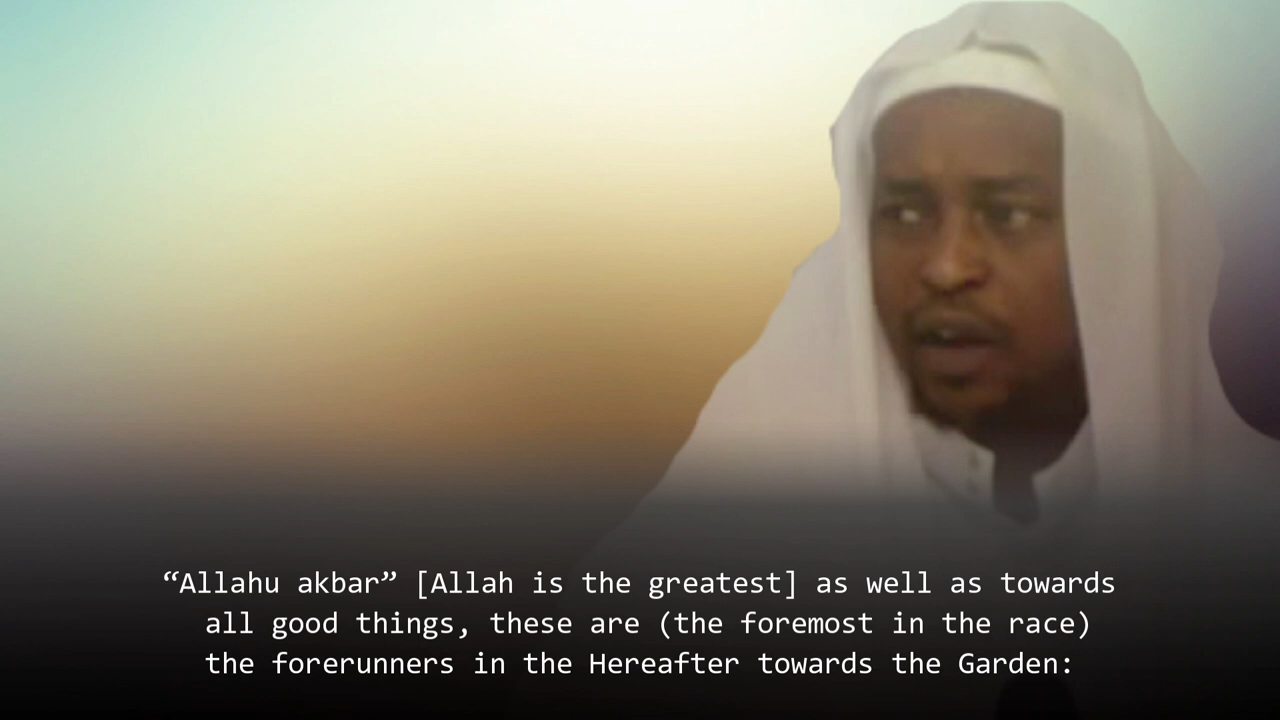 “Allahu akbar” [Allah is the greatest] as well as towards
all good things, these are (the foremost in the race)
the forerunners in the Hereafter towards the Garden: